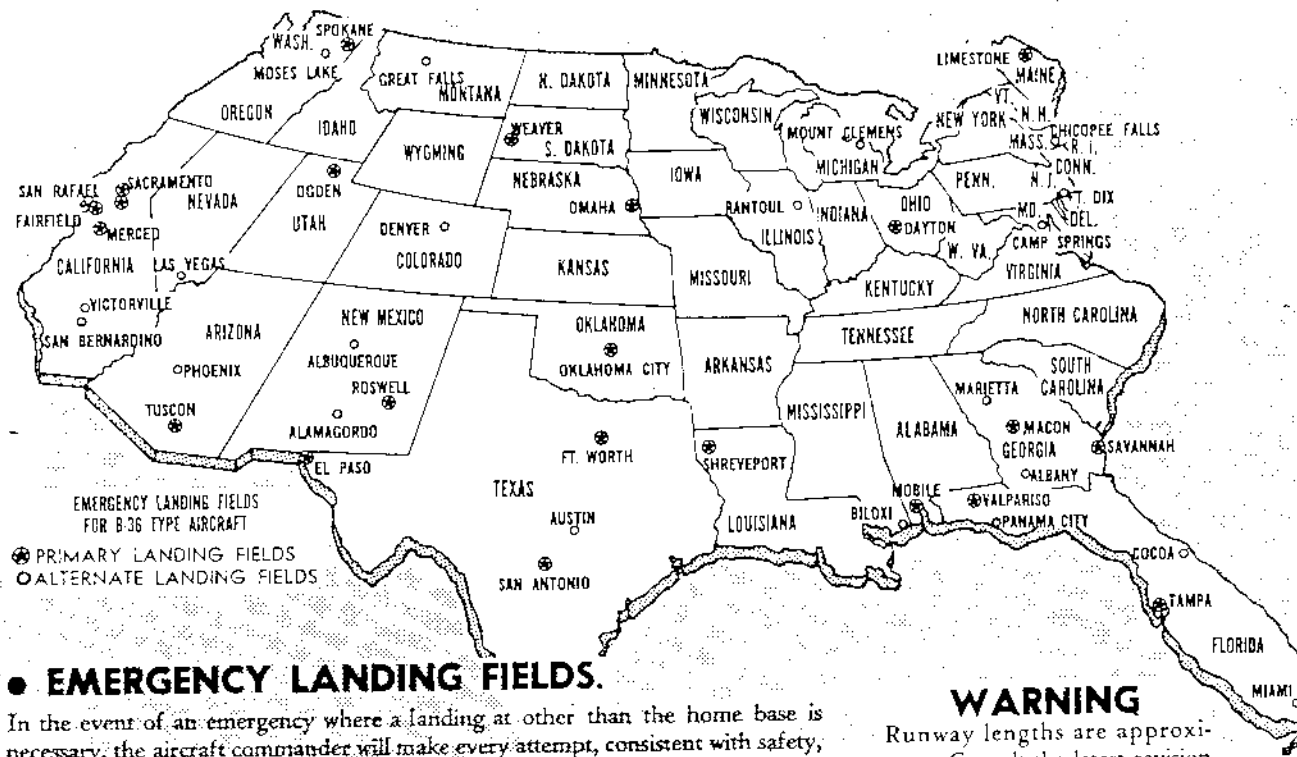 SPOKANE
WASH.
MOSES LAKE
GREAT FALLS
MONTANA
N. DAKOTA
MINNESOTA
LIMESTONE
MAINE
OREGON
IDAHO
WEAVER
S. DAKOTA
WISCONSIN
MOUNT CLEMENS
MICHIGAN
NEW YORK
VT.
N. H.
MASS.
CHICOPEE FALLS
R. I.
CONN.
WYOMING
SAN RAFAEL
SACRAMENTO
NEVADA
OGDEN
UTAH
NEBRASKA
OMAHA
IOWA
RANTOUL
ILLINOIS
INDIANA
OHIO
DAYTON
PENN.
N. J.
FT. DIX
MD.
DEL.
FAIRFIELD
MERCED
DENVER
COLORADO
KANSAS
MISSOURI
W. VA.
CAMP SPRINGS
VIRGINIA
KENTUCKY
CALIFORNIA
LAS VEGAS
VICTORVILLE
SAN BERNARDINO
ARIZONA
NEW MEXICO
ALBUQUERQUE
OKLAHOMA
OKLAHOMA CITY
ARKANSAS
TENNESSEE
NORTH CAROLINA
SOUTH
CAROLINA
PHOENIX
ROSWELL
TUSCON
ALAMAGORDO
EL PASO
FT. WORTH
SHREVEPORT
MISSISSIPPI
ALABAMA
MARIETTA
MACON
GEORGIA
SAVANNAH
ALBANY
TEXAS
AUSTIN
SAN ANTONIO
LOUISIANA
BILOXI
MOBILE
VALPARISO
PANAMA CITY
COCOA
TAMPA
FLORIDA
MIAMI
EMERGENCY LANDING FIELDS
FOR B-36 TYPE AIRCRAFT
PRIMARY LANDING FIELDS
ALTERNATE LANDING FIELDS
• EMERGENCY LANDING FIELDS.
In the event of an emergency where a landing at other than the home base is
necessary, the aircraft commander will make every attempt, consistent with safety,
WARNING
Runway lengths are approxi-